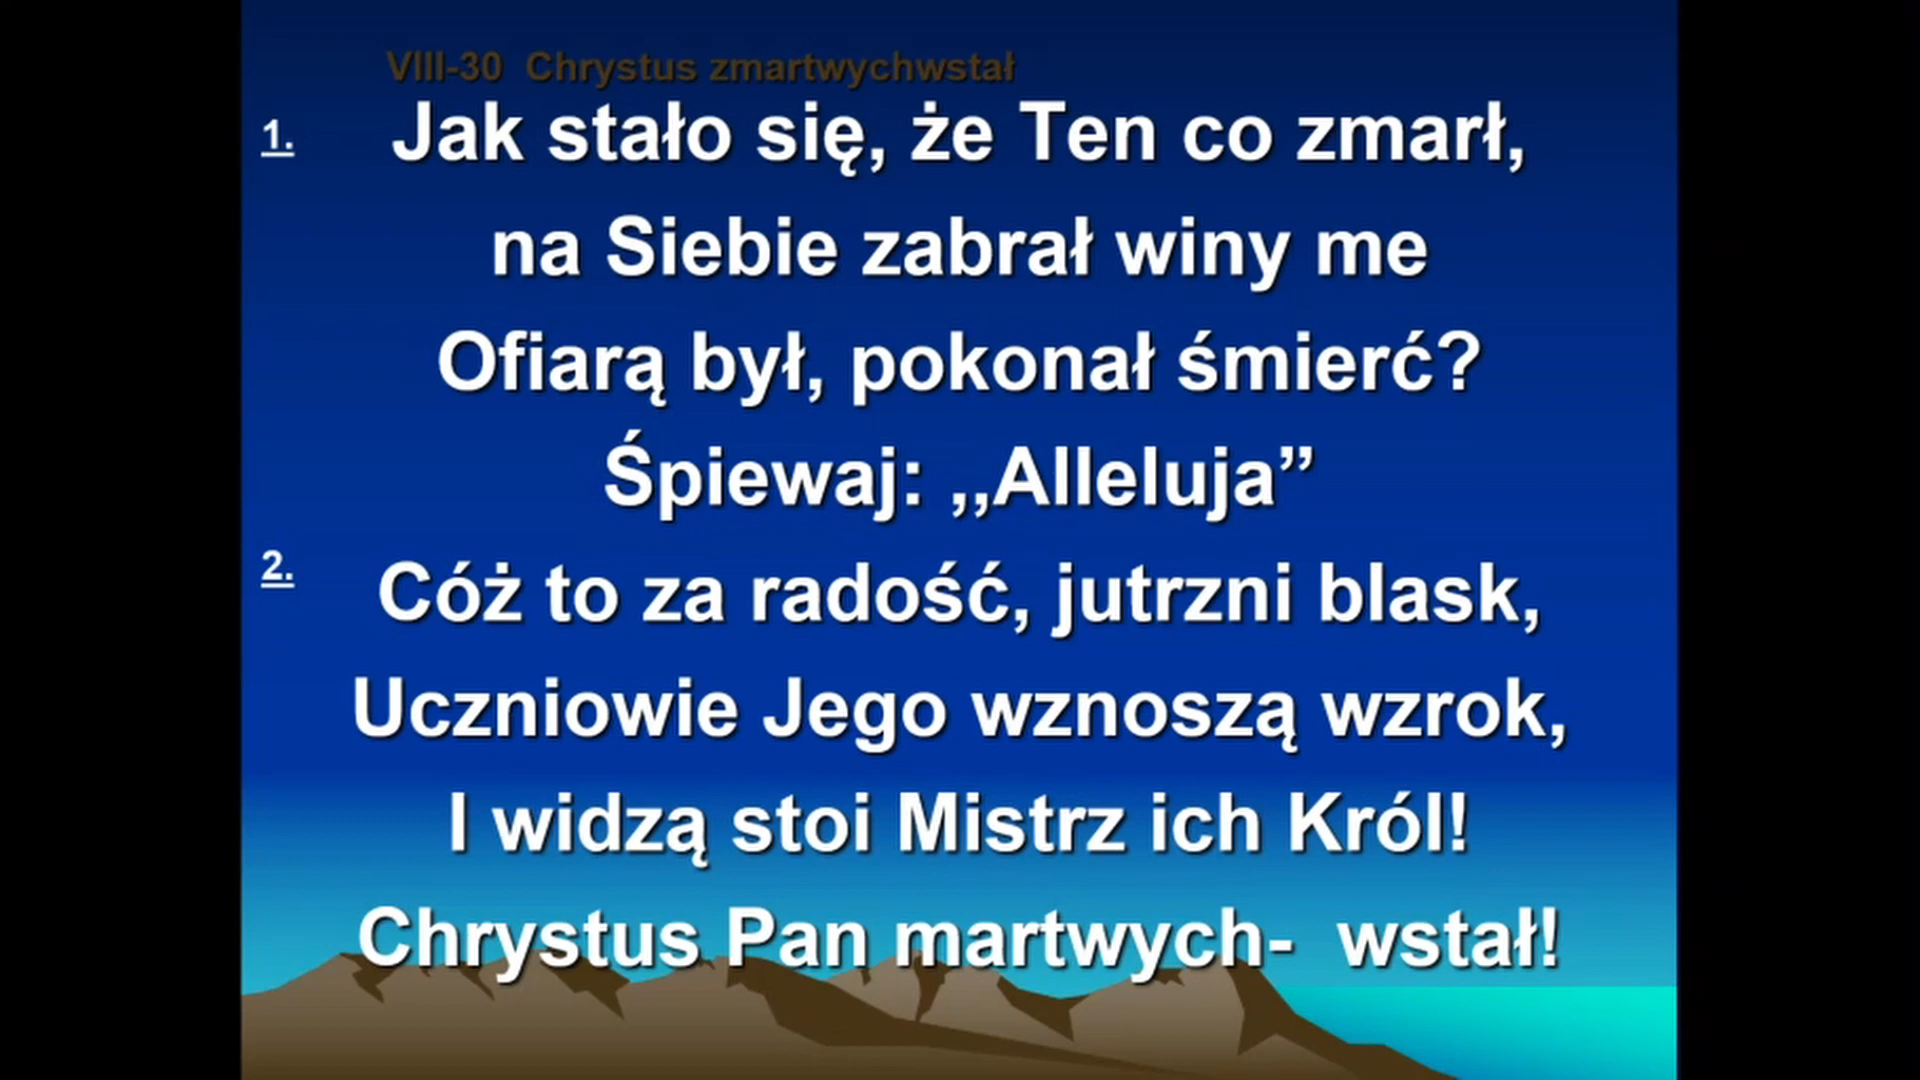 VIII-30 Chrystus zmartwychwstał
1. Jak stało się, że Ten co zmarł,
na Siebie zabrał winy me
Ofiarą był, pokonał śmierć?
Śpiewaj: ,,Alleluja”
2. Cóż to za radość, jutrzni blask,
Uczniowie Jego wznoszą wzrok,
I widzą stoi Mistrz ich Król!
Chrystus Pan martwych- wstał!